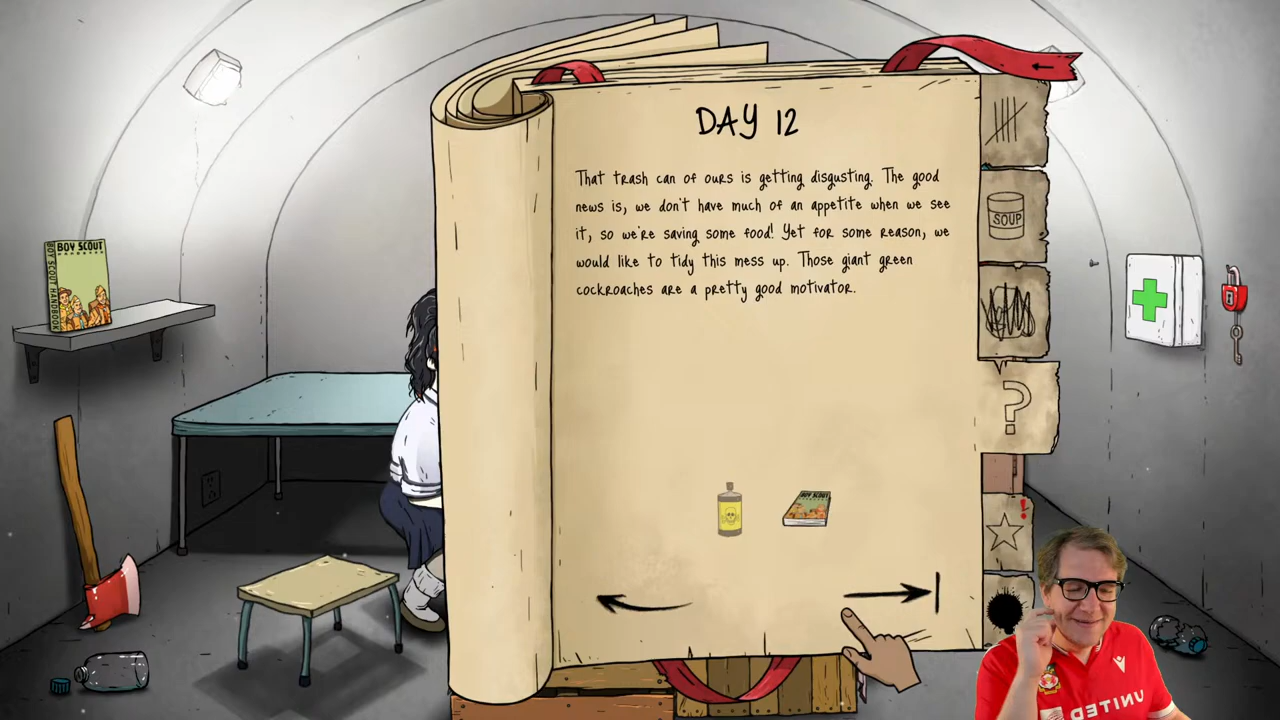 DAY 12
That trash can of ours is getting disgusting. The good
news is, we don't have much of an appetite when we see
it, so we're saving some food! Yet for some reason, we
would like to tidy this mess up. Those giant green
cockroaches are a pretty good motivator.
SOUP
?
!
BOY SCOUT
BOY SCOUT HANDBOOK
BOY SCOUT
UNITED